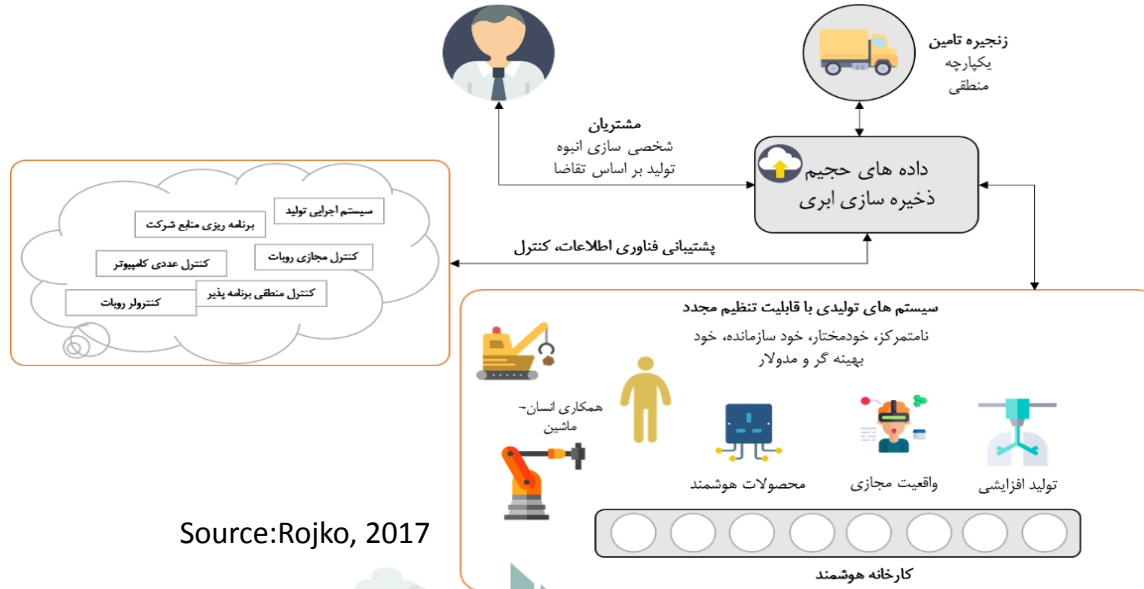 زنجیره تامین
یکپارچه
منطقی
مشتریان
شخصی سازی انبوه
تولید بر اساس تقاضا
داده های حجیم
ذخیره سازی ابری
سیستم اجرایی تولید
برنامه ریزی منابع شرکت
کنترل مجازی روبات
کنترل عددی کامپیوتر
کنترل منطقی برنامه پذیر
کنترولر روبات
پشتیبانی فناوری اطلاعات، کنترل
سیستم های تولیدی با قابلیت تنظیم مجدد
نامتمرکز، خودمختار، خود سازمانده، خود
بهینه گر و مدولار
همکاری انسان-
ماشین
محصولات هوشمند
واقعیت مجازی
تولید افزایشی
کارخانه هوشمند
Source:Rojko, 2017